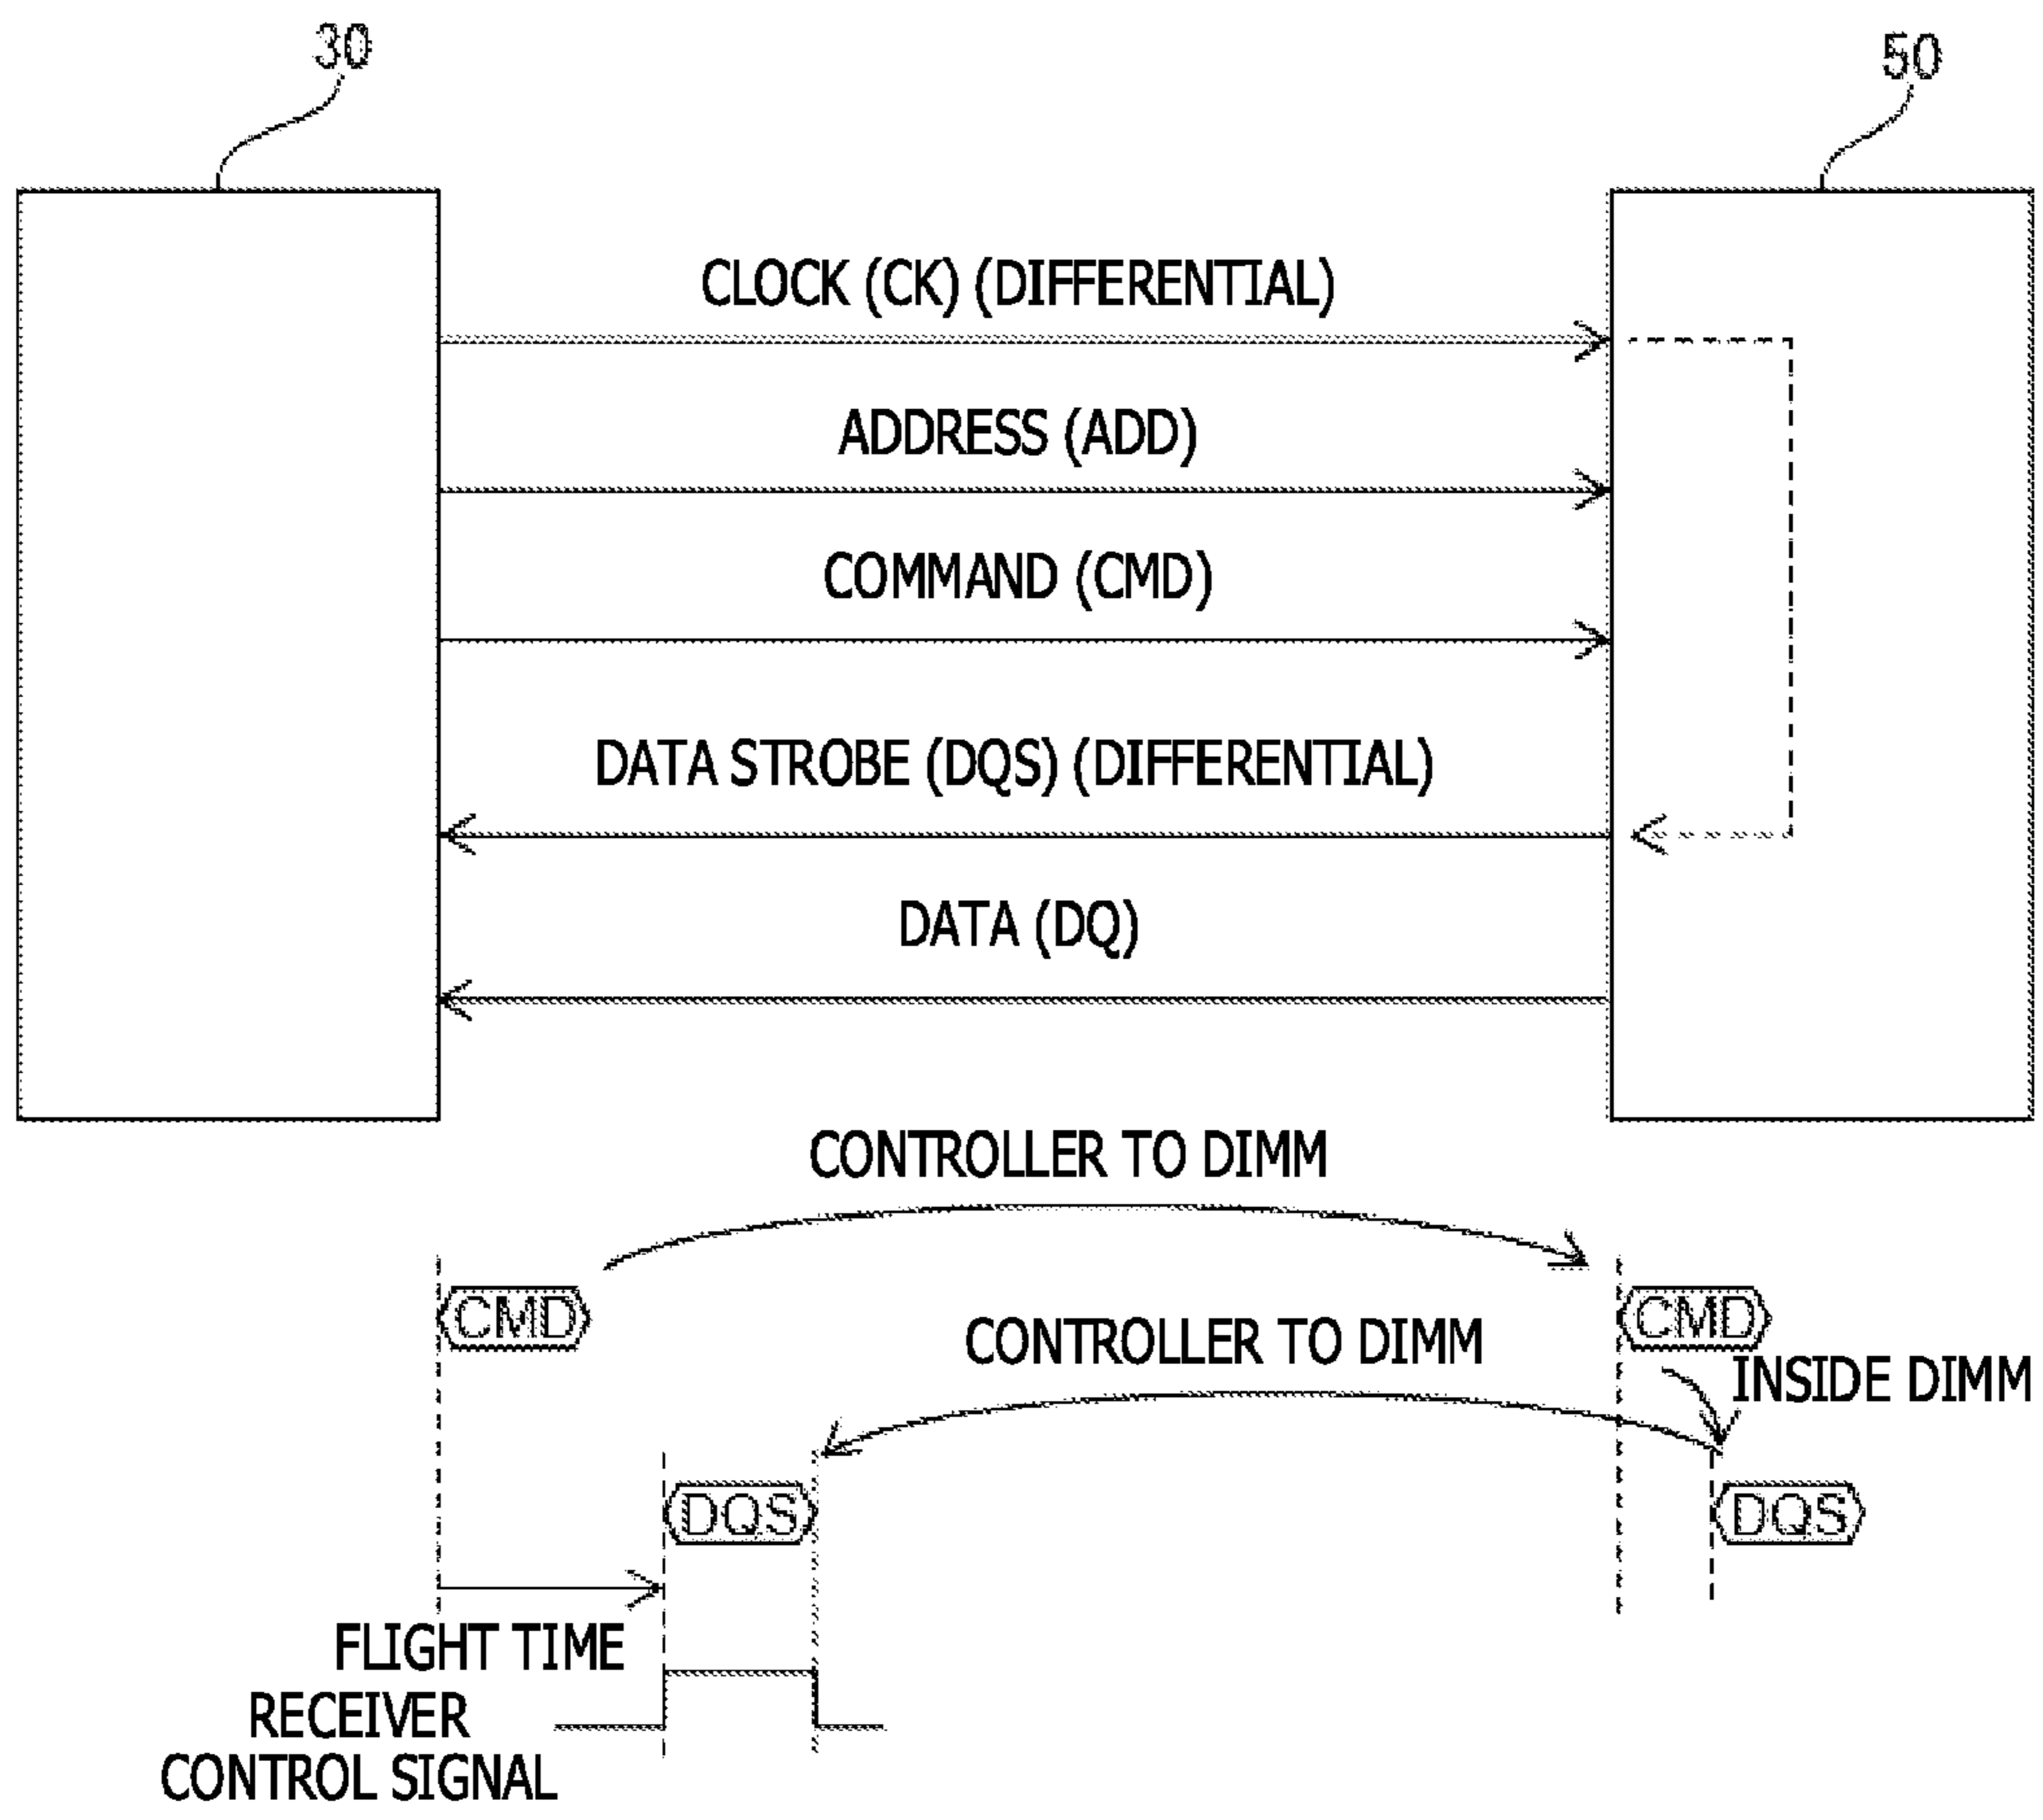 30
50
CLOCK (CK) (DIFFERENTIAL)
ADDRESS (ADD)
COMMAND (CMD)
DATA STROBE (DQS) (DIFFERENTIAL)
DATA (DQ)
CONTROLLER TO DIMM
CMD
CMD
CONTROLLER TO DIMM
INSIDE DIMM
DQS
DQS
FLIGHT TIME
RECEIVER
CONTROL SIGNAL